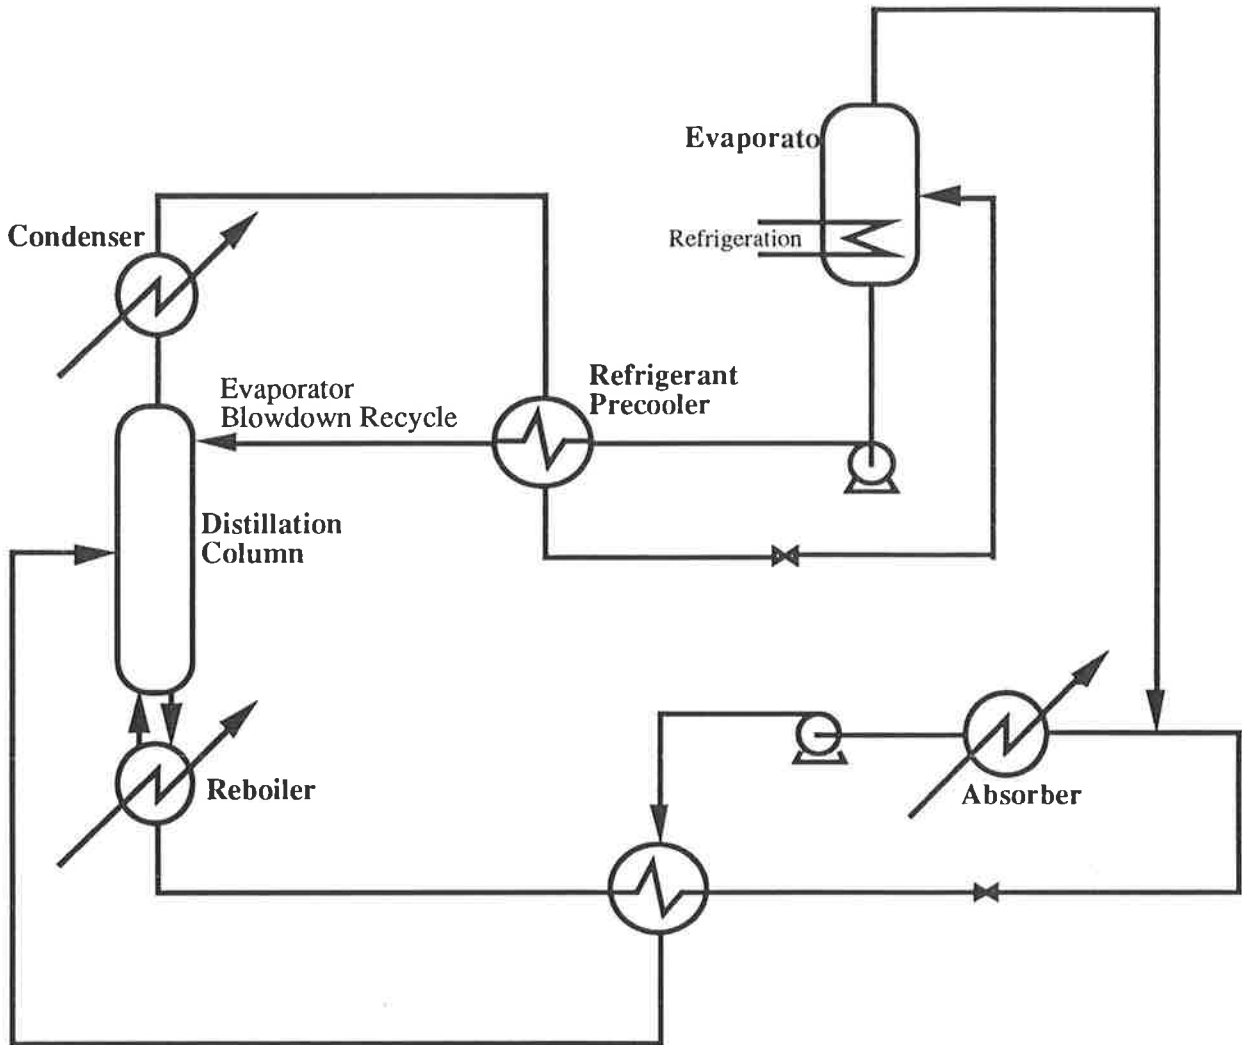 Evaporato
Condenser
Refrigeration
Evaporator
Blowdown Recycle
Refrigerant
Precooler
Distillation
Column
Reboiler
Absorber